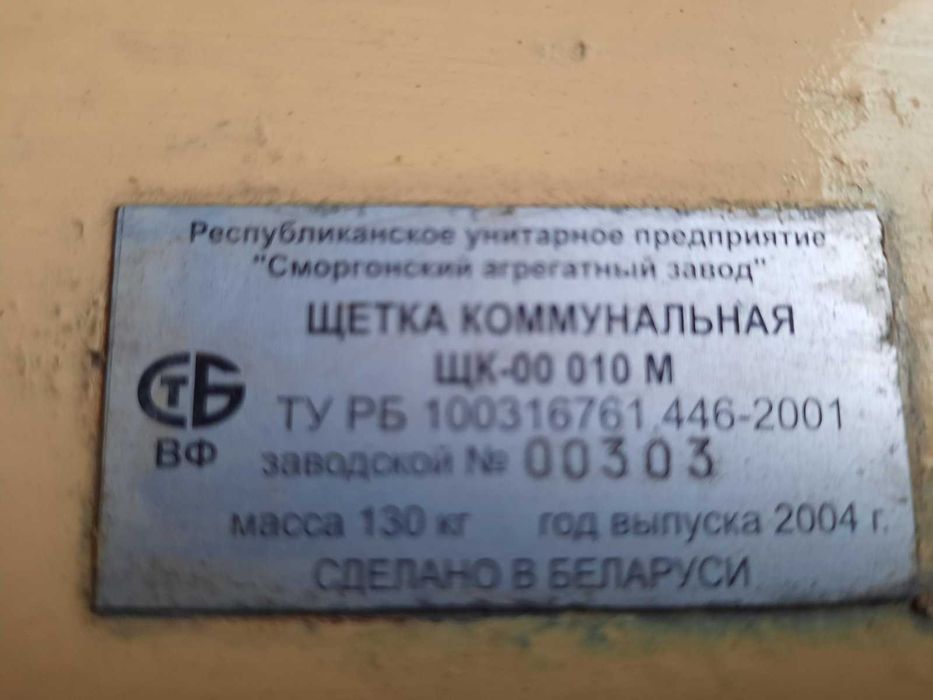 Республиканское унитарное предприятие
"Сморгонский агрегатный завод"
ЩЕТКА КОММУНАЛЬНАЯ
ЩК-00 010 М
СТБ
ВФ
ТУ РБ 100316761.446-2001
заводской № 00303
масса 130 кг год выпуска 2004 г.
СДЕЛАНО В БЕЛАРУСИ